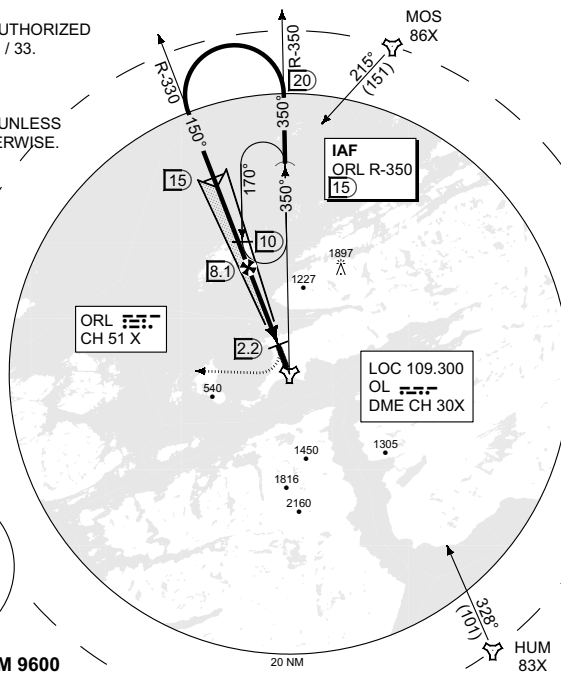 UTHORIZED
/ 33.
UNLESS
ERWISE.
MOS
86X
215°
(151)
R-330
R-350
20
150°
350°
IAF
ORL R-350
15
15
170°
350°
10
8.1
1897
1227
ORL
CH 51 X
2.2
LOC 109.300
OL
DME CH 30X
540
1450
1305
1816
2160
328°
(101)
HUM
83X
M 9600
20 NM